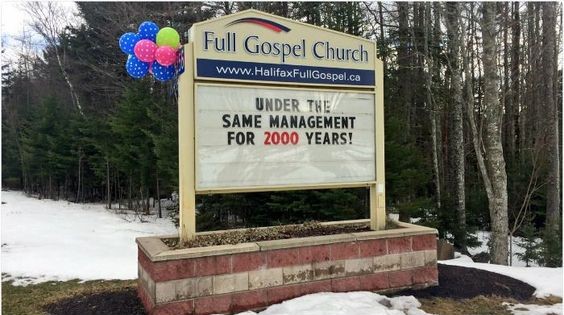 Full Gospel Church
www.HalifaxFullGospel.ca
UNDER THE
SAME MANAGEMENT
FOR 2000 YEARS!